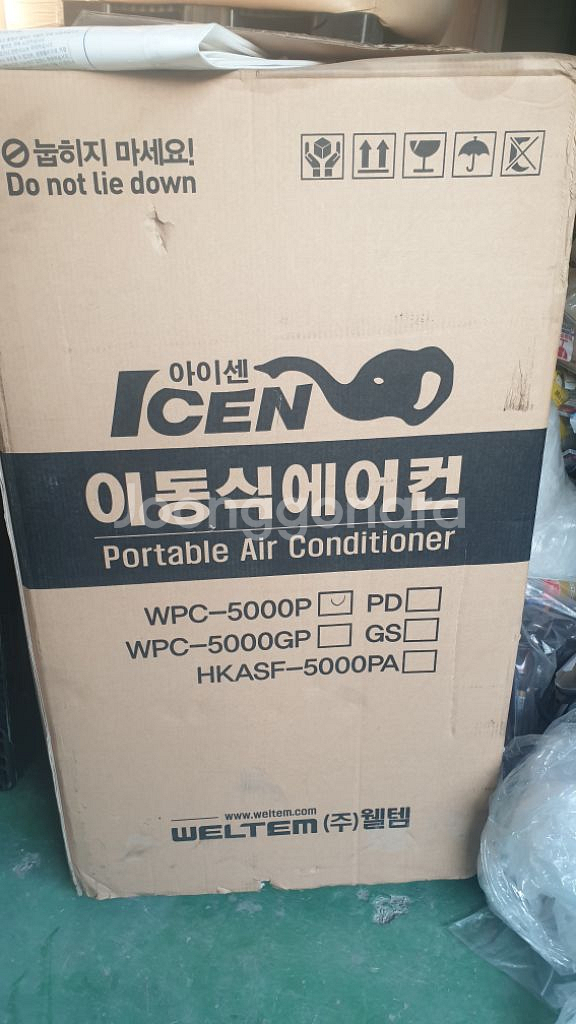 눕히지 마세요!
Do not lie down
아이센
ICEN
이동식에어컨
Joonggonara
Portable Air Conditioner
WPC-5000P PD
WPC-5000GP GS
HKASF-5000PA
www.weltem.com
WELTEM (주)웰템